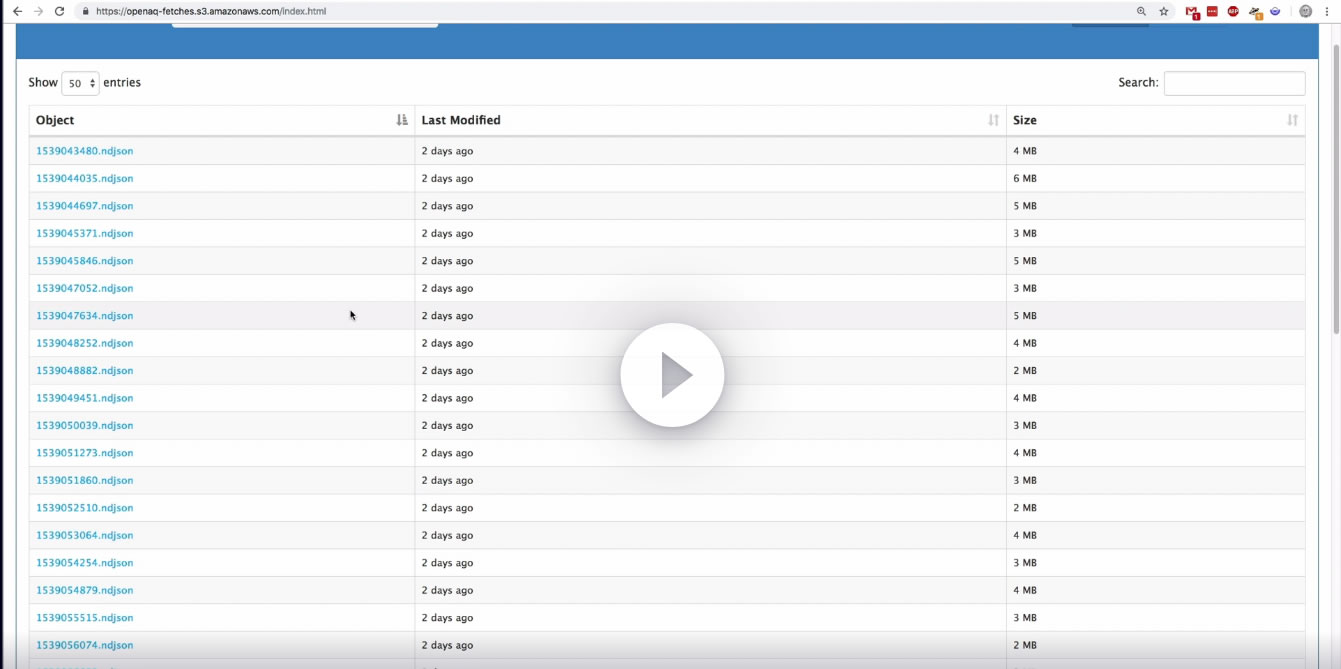 https://openaq-fetches.s3.amazonaws.com/index.html
Show 50 entries Search:
Object Last Modified Size
1539043480.ndjson 2 days ago 4 MB
1539044035.ndjson 2 days ago 6 MB
1539044697.ndjson 2 days ago 5 MB
1539045371.ndjson 2 days ago 3 MB
1539045846.ndjson 2 days ago 5 MB
1539047052.ndjson 2 days ago 3 MB
1539047634.ndjson 2 days ago 5 MB
1539048252.ndjson 2 days ago 4 MB
1539048882.ndjson 2 days ago 2 MB
1539049451.ndjson 2 days ago 4 MB
1539050039.ndjson 2 days ago 3 MB
1539051273.ndjson 2 days ago 4 MB
1539051860.ndjson 2 days ago 3 MB
1539052510.ndjson 2 days ago 2 MB
1539053064.ndjson 2 days ago 4 MB
1539054254.ndjson 2 days ago 3 MB
1539054879.ndjson 2 days ago 4 MB
1539055515.ndjson 2 days ago 3 MB
1539056074.ndjson 2 days ago 2 MB